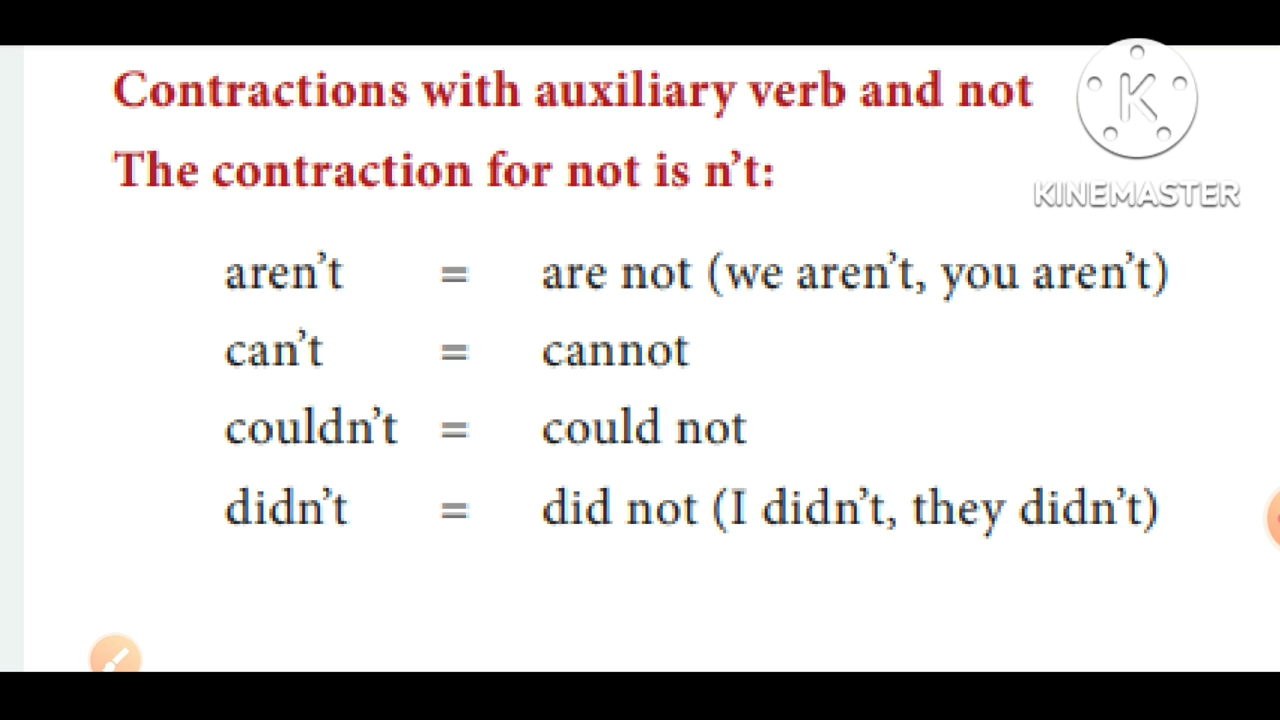 Contractions with auxiliary verb and not
K
KINEMASTER
The contraction for not is n’t:
aren’t = are not (we aren’t, you aren’t)
can’t = cannot
couldn’t = could not
didn’t = did not (I didn’t, they didn’t)